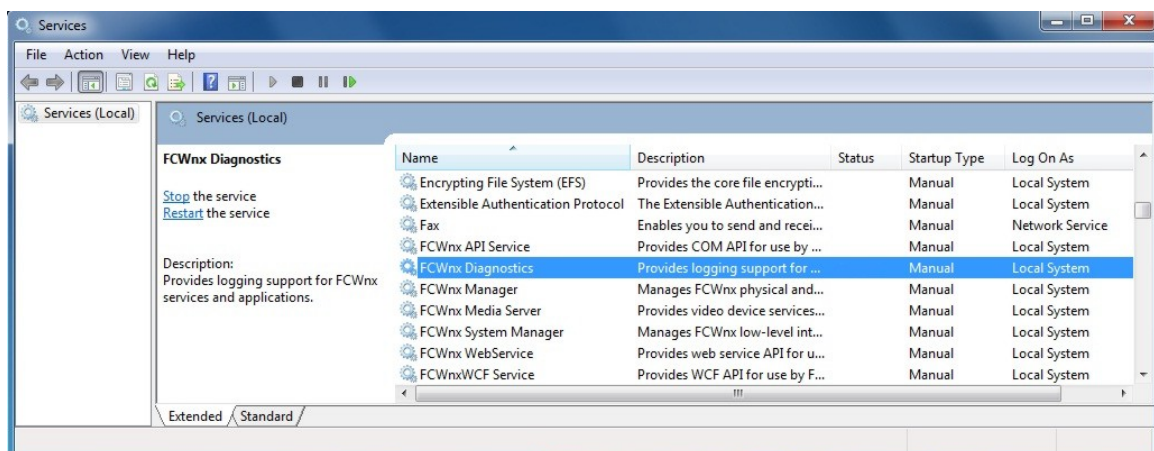 Services
File Action View Help
Services (Local)
Services (Local)
FCWnx Diagnostics
Stop the service
Restart the service
Description:
Provides logging support for FCWnx
services and applications.
Name Description Status Startup Type Log On As
Encrypting File System (EFS) Provides the core file encrypti... Manual Local System
Extensible Authentication Protocol The Extensible Authentication... Manual Local System
Fax Enables you to send and recei... Manual Network Service
FCWnx API Service Provides COM API for use by ... Manual Local System
FCWnx Diagnostics Provides logging support for ... Manual Local System
FCWnx Manager Manages FCWnx physical and... Manual Local System
FCWnx Media Server Provides video device services... Manual Local System
FCWnx System Manager Manages FCWnx low-level int... Manual Local System
FCWnx WebService Provides web service API for u... Manual Local System
FCWnxWCF Service Provides WCF API for use by F... Manual Local System
Extended Standard